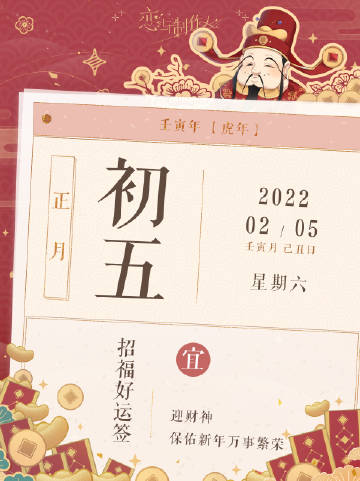 恋与制作人
壬寅年【虎年】
正月
初五
2022
02 / 05
壬寅月 己丑日
星期六
招福好运签
宜
迎财神
保佑新年万事繁荣